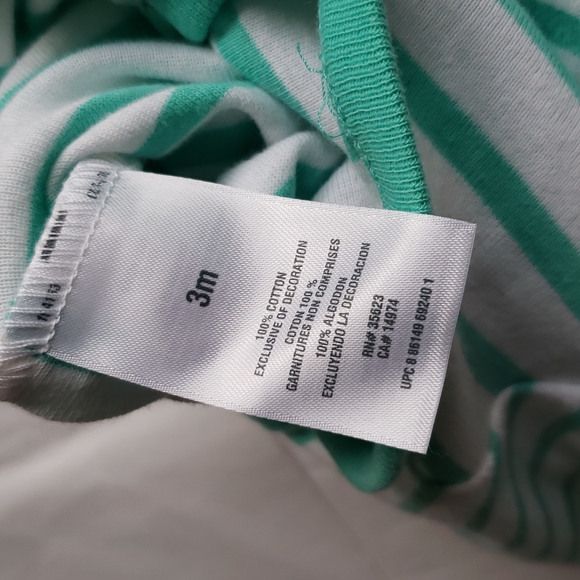 3m
100% COTTON
EXCLUSIVE OF DECORATION
COTON 100 %
GARNITURES NON COMPRISES
100% ALGODON
EXCLUYENDO LA DECORACION
RN# 35623
CA# 14974
UPC 8 86149 69240 1